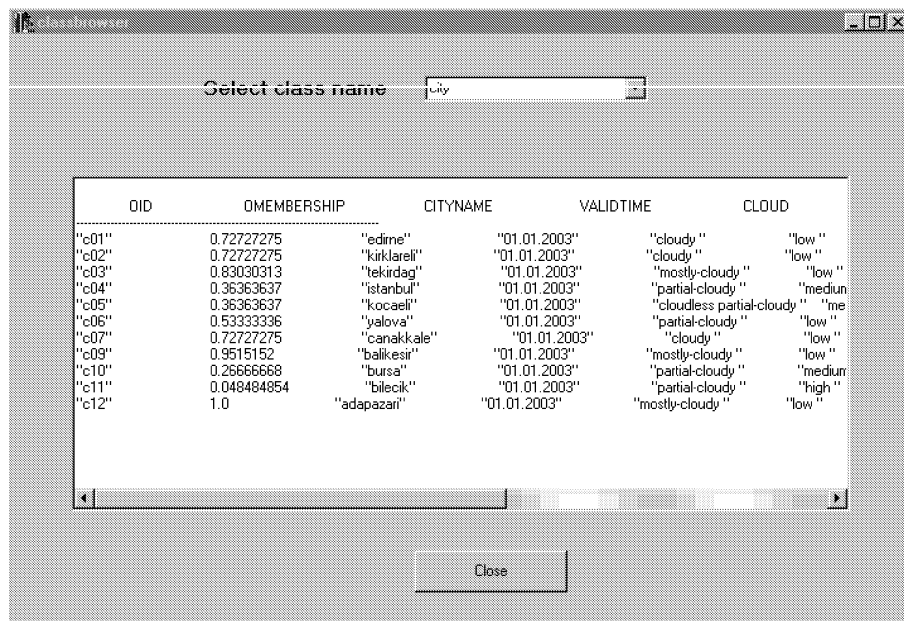 classbrowser
Select class name city
OID OMEMBERSHIP CITYNAME VALIDTIME CLOUD
"c01" 0.72727275 "edirne" "01.01.2003" "cloudy " "low "
"c02" 0.72727275 "kirklareli" "01.01.2003" "cloudy " "low "
"c03" 0.83030313 "tekirdag" "01.01.2003" "mostly-cloudy " "low "
"c04" 0.36363637 "istanbul" "01.01.2003" "partial-cloudy " "medium
"c05" 0.36363637 "kocaeli" "01.01.2003" "cloudless partial-cloudy " "me
"c06" 0.53333336 "yalova" "01.01.2003" "partial-cloudy " "low "
"c07" 0.72727275 "canakkale" "01.01.2003" "cloudy " "low "
"c09" 0.9515152 "balikesir" "01.01.2003" "mostly-cloudy " "low "
"c10" 0.26666668 "bursa" "01.01.2003" "partial-cloudy " "medium
"c11" 0.048484854 "bilecik" "01.01.2003" "partial-cloudy " "high "
"c12" 1.0 "adapazari" "01.01.2003" "mostly-cloudy " "low "
Close